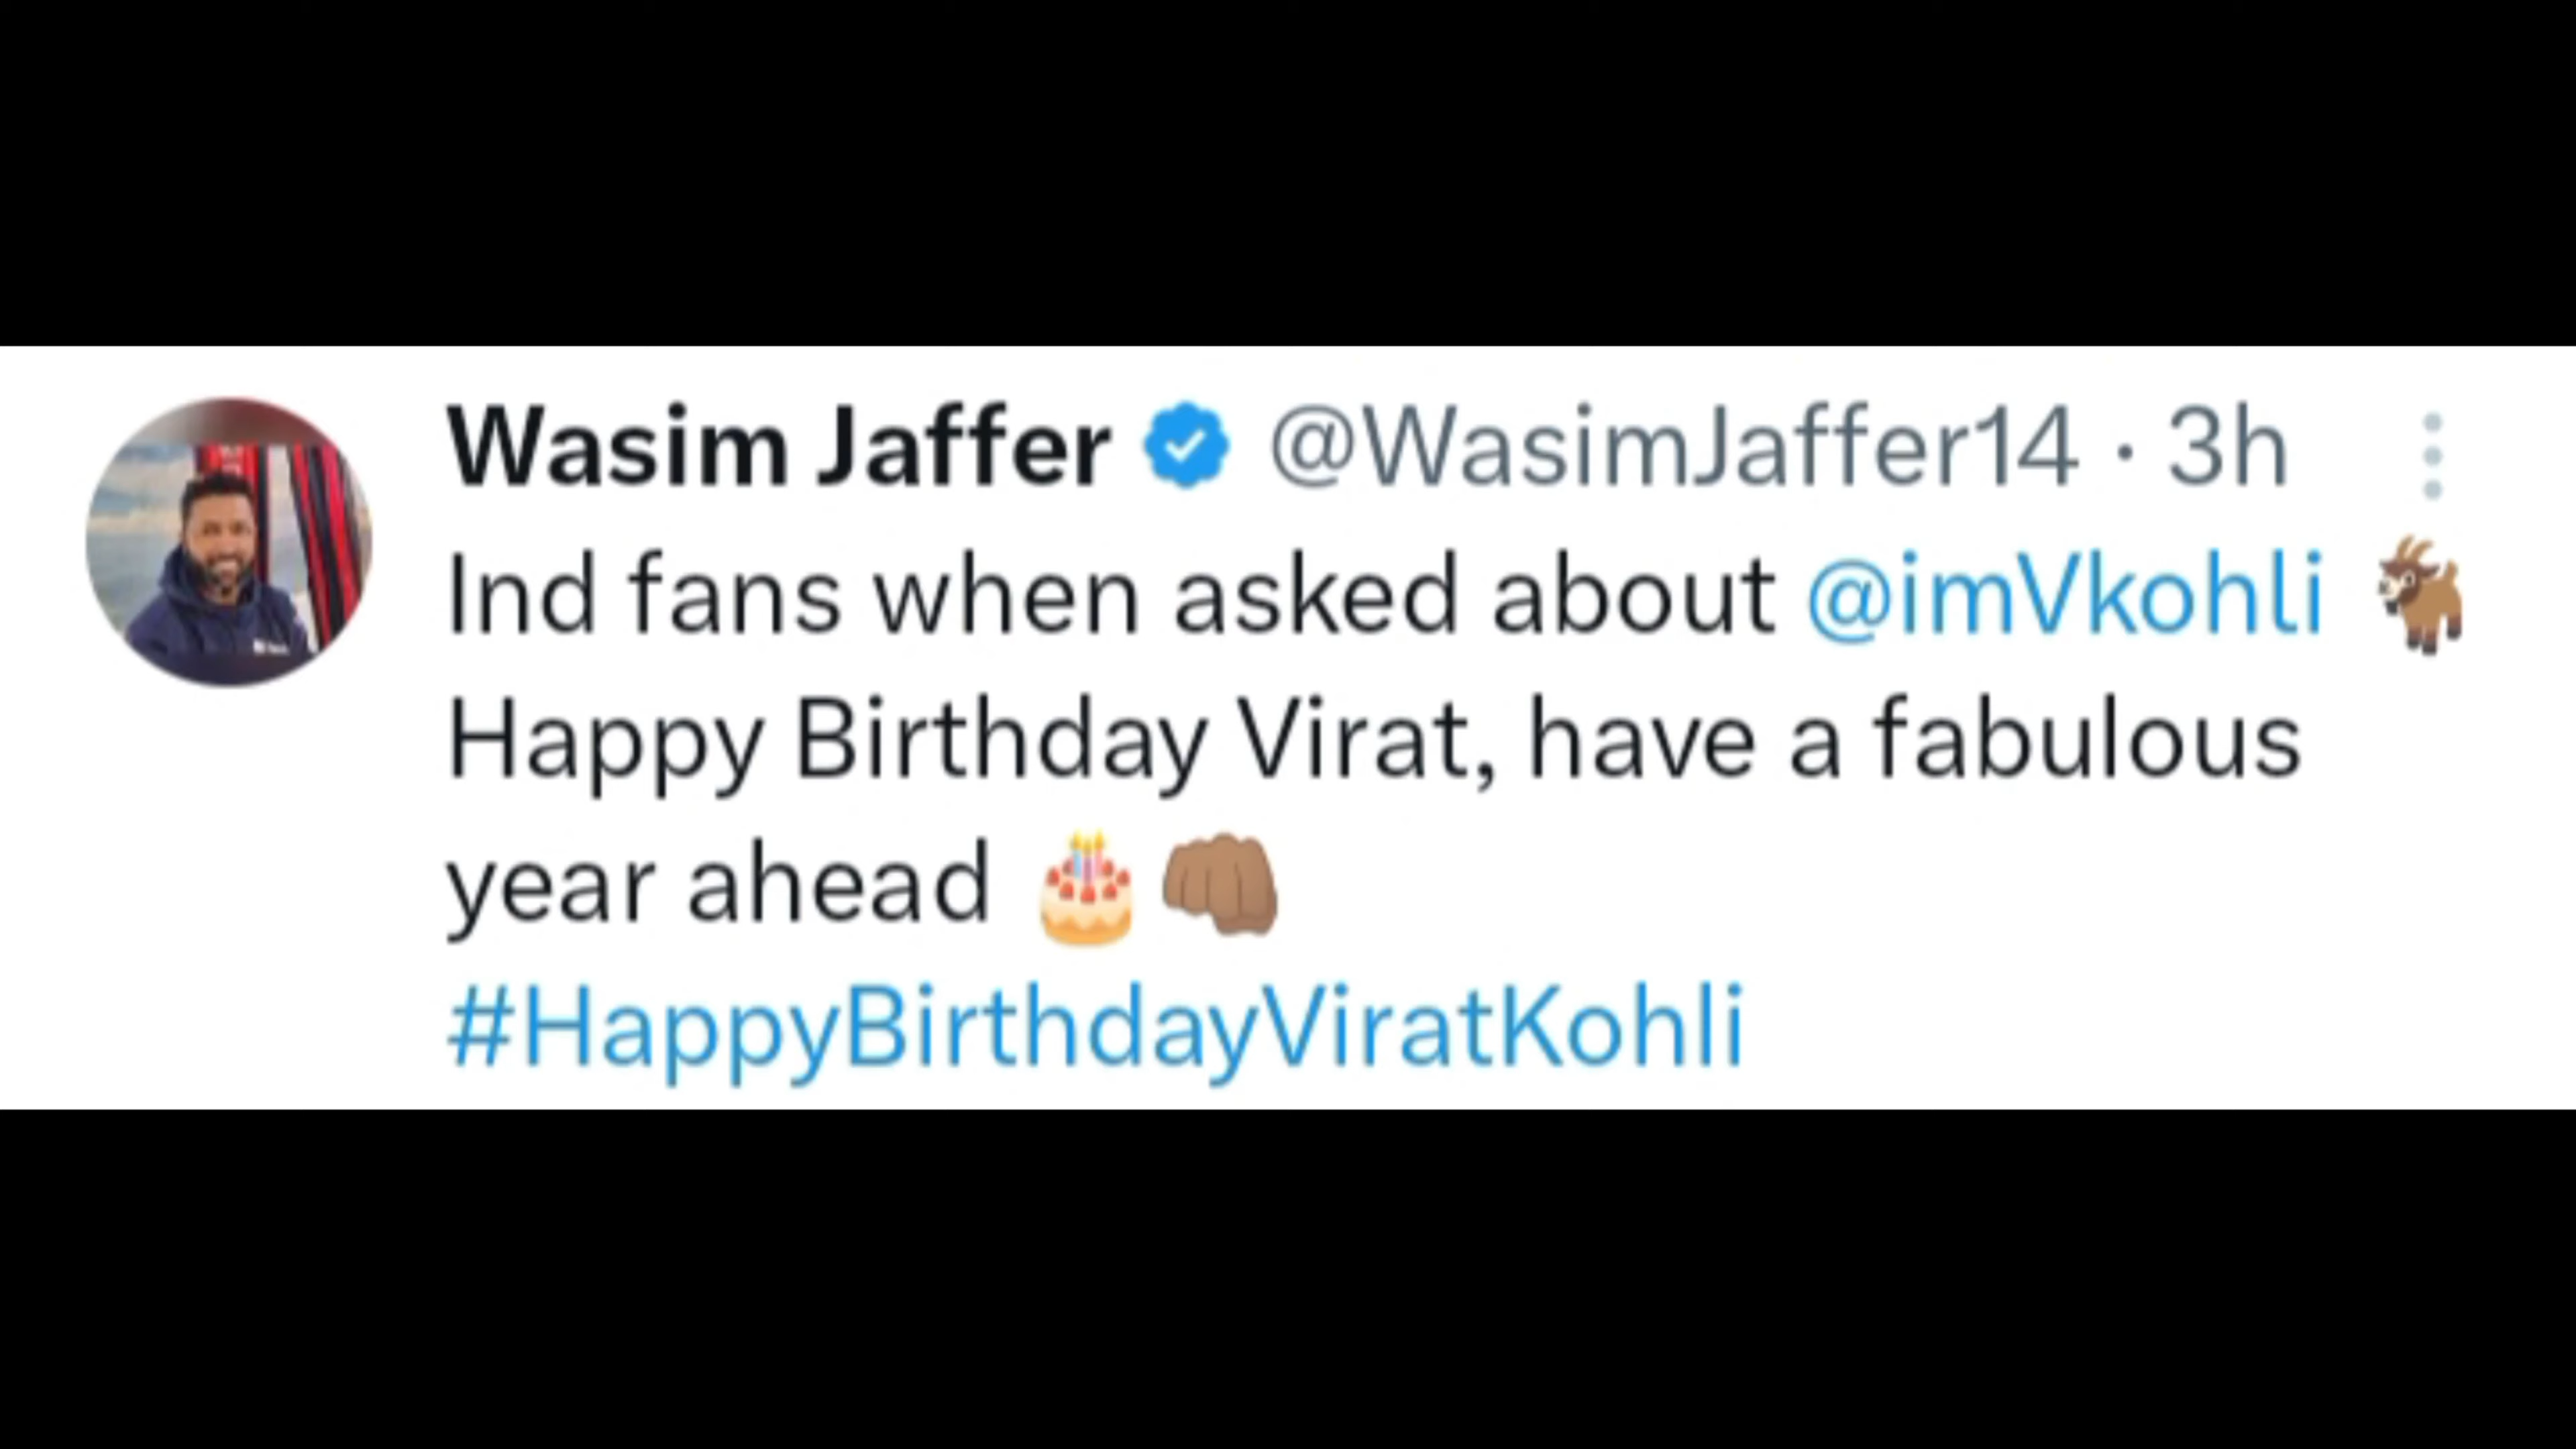 Wasim Jaffer @WasimJaffer14 · 3h
Ind fans when asked about @imVkohli 🐐
Happy Birthday Virat, have a fabulous
year ahead 🎂👊🏽
#HappyBirthdayViratKohli